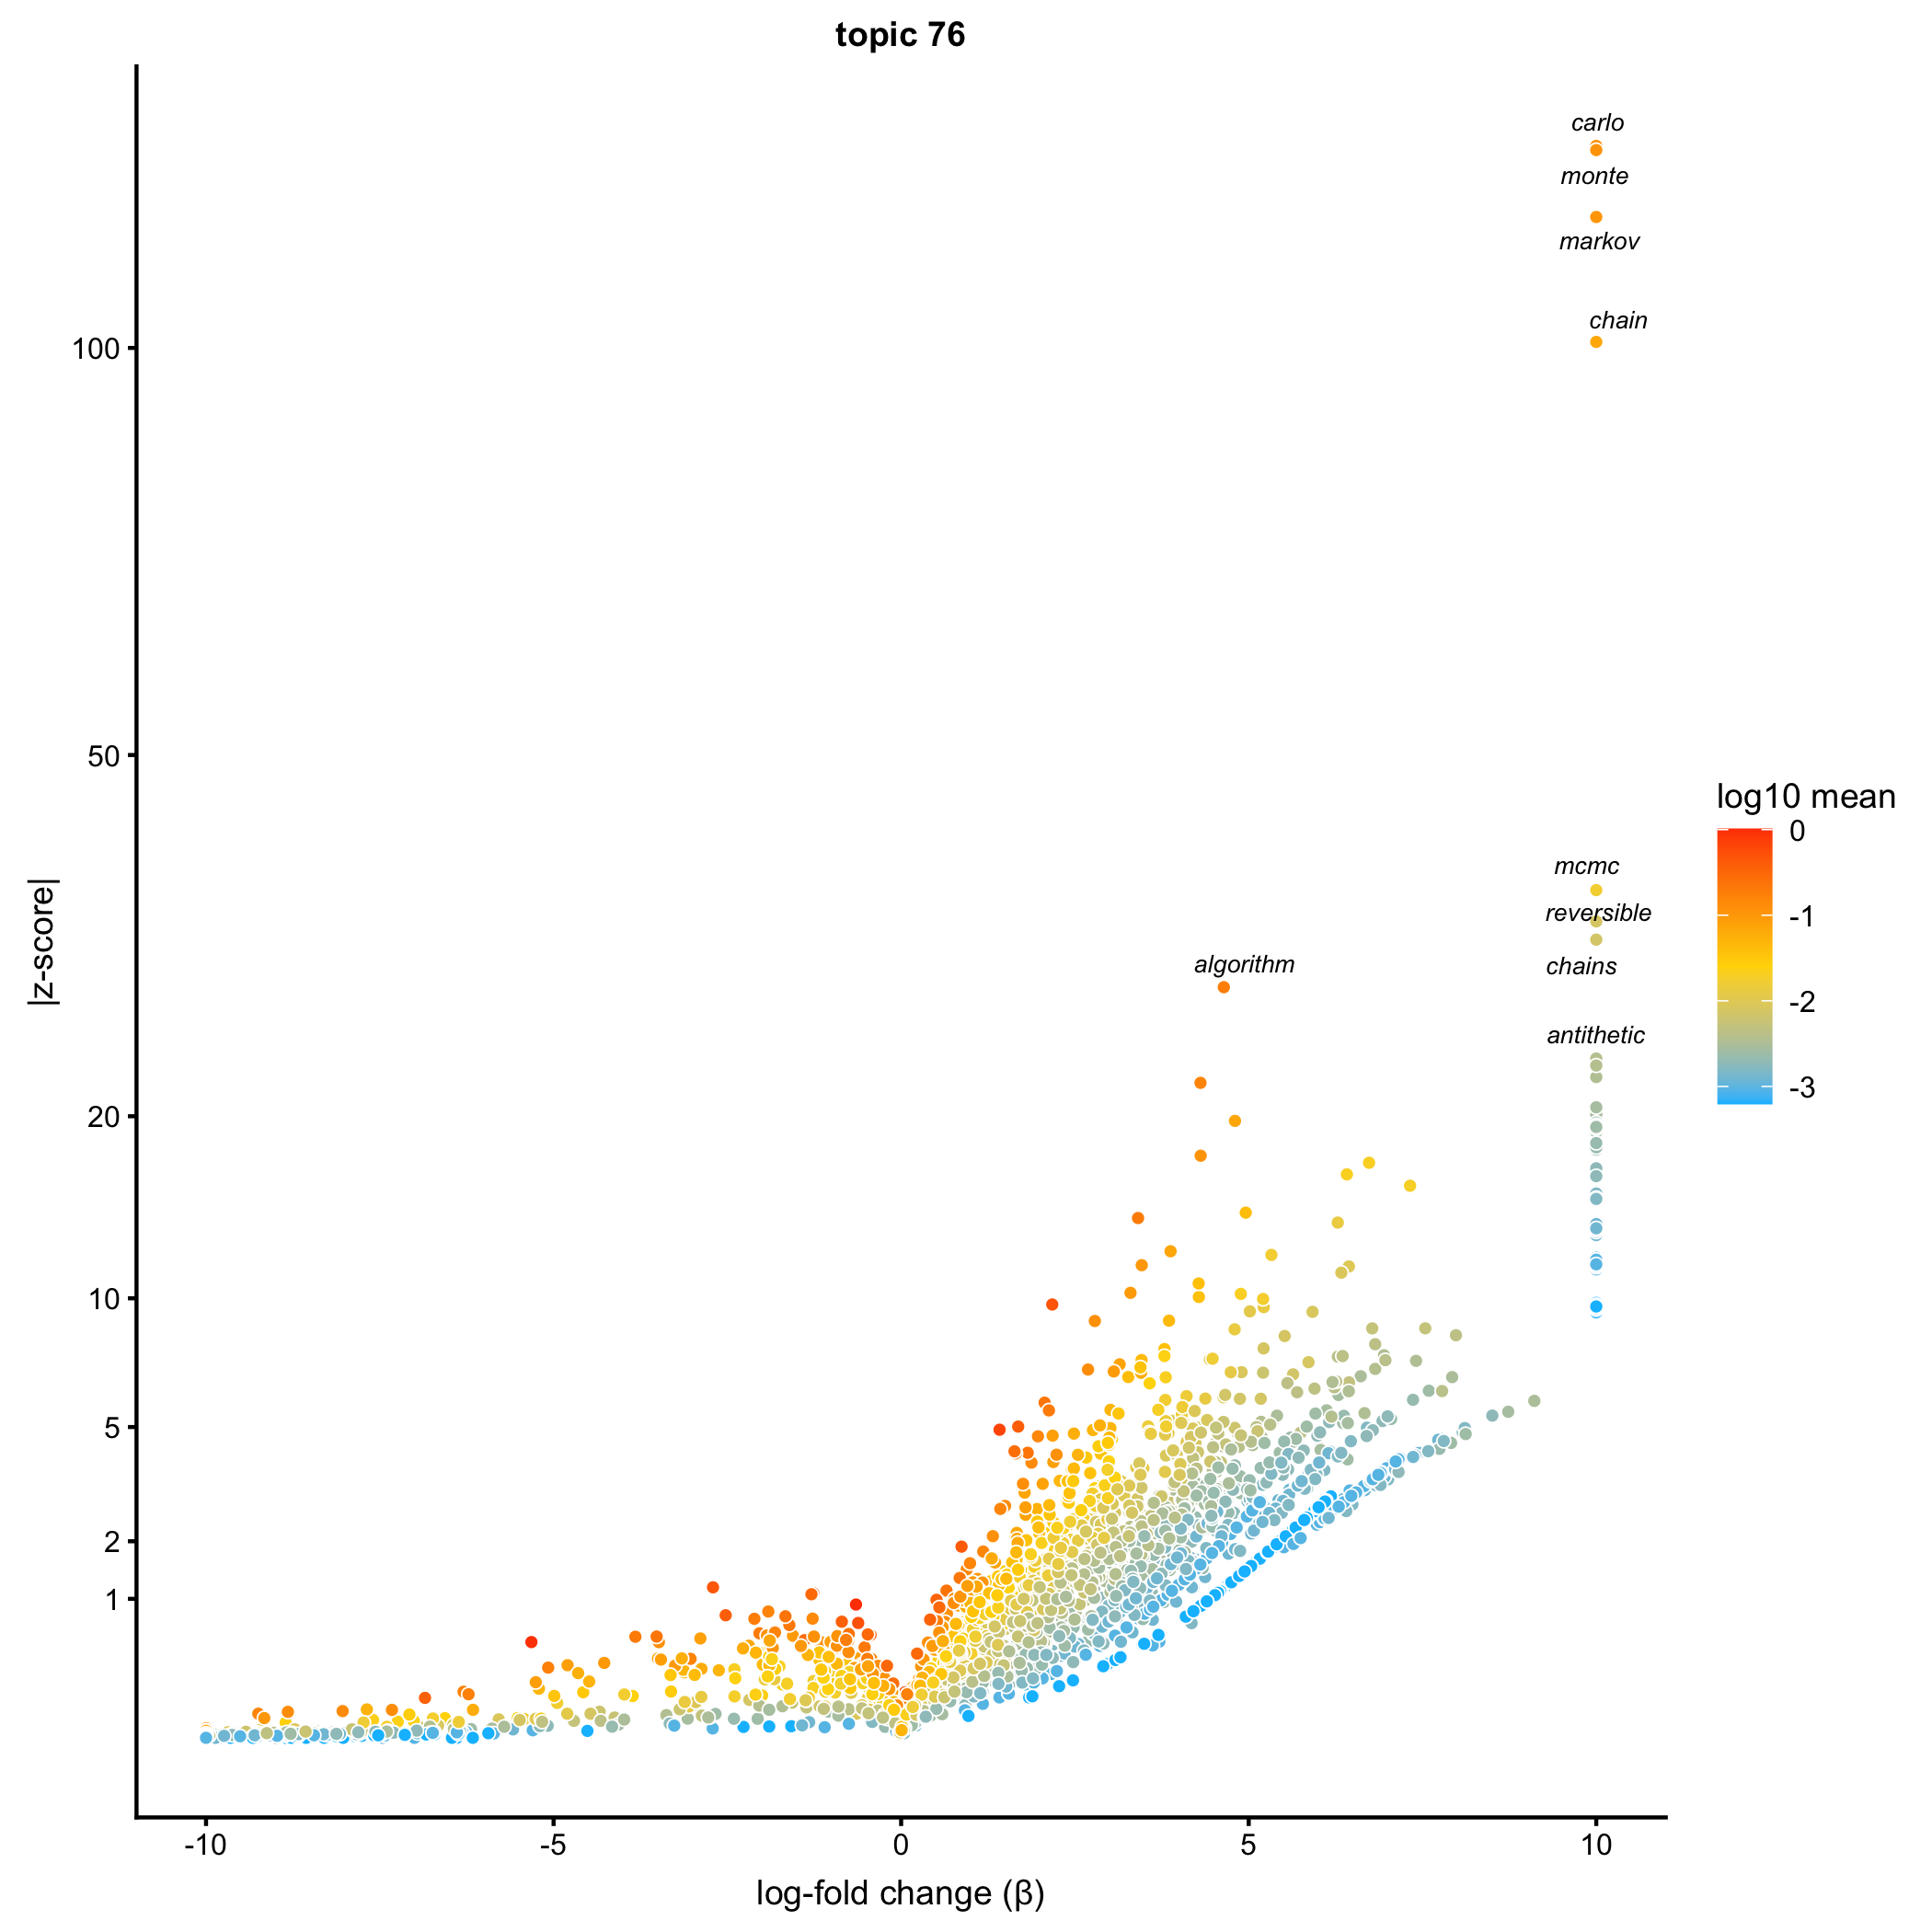 topic 76
carlo
monte
markov
chain
100
50
log10 mean
0
-1
-2
-3
mcmc
reversible
chains
algorithm
antithetic
|z-score|
20
10
5
2
1
-10
-5
0
5
10
log-fold change (β)